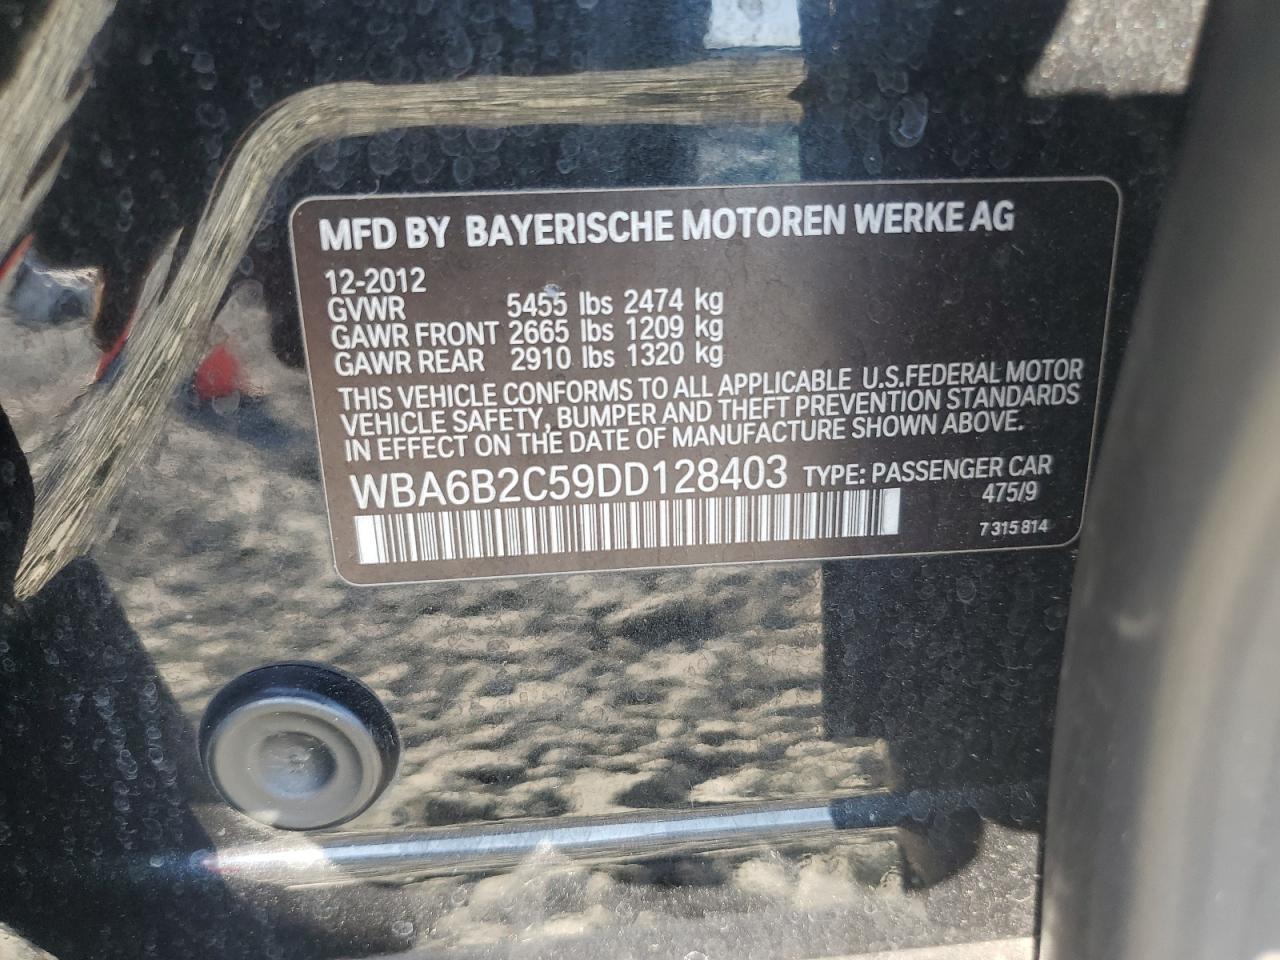 MFD BY BAYERISCHE MOTOREN WERKE AG
12-2012
GVWR 5455 lbs 2474 kg
GAWR FRONT 2665 lbs 1209 kg
GAWR REAR 2910 lbs 1320 kg
THIS VEHICLE CONFORMS TO ALL APPLICABLE U.S.FEDERAL MOTOR
VEHICLE SAFETY, BUMPER AND THEFT PREVENTION STANDARDS
IN EFFECT ON THE DATE OF MANUFACTURE SHOWN ABOVE.
WBA6B2C59DD128403 TYPE: PASSENGER CAR
475/9
7 315 814